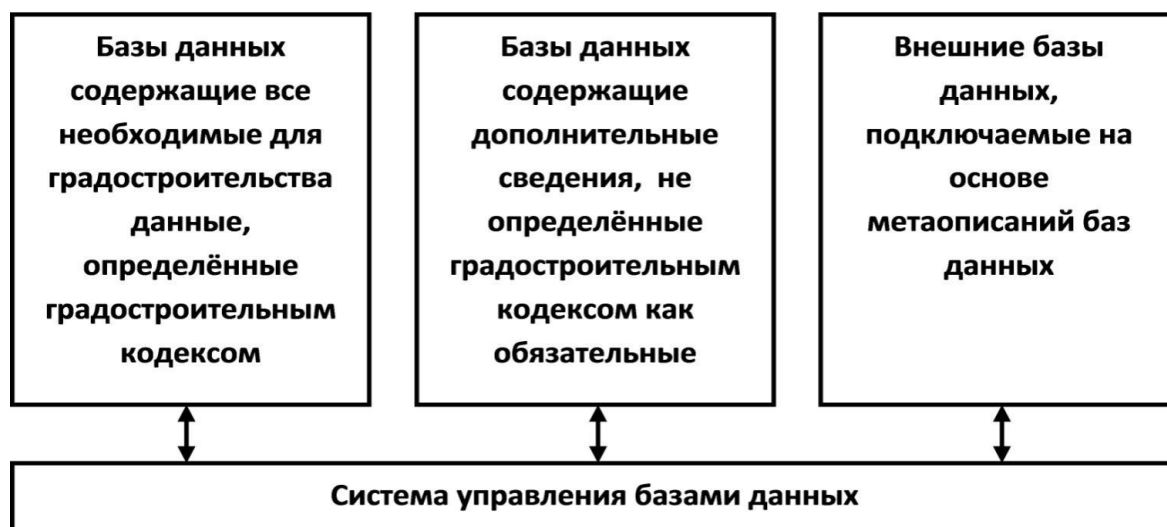 Базы данных
содержащие все
необходимые для
градостроительства
данные,
определённые
градостроительным
кодексом
Базы данных
содержащие
дополнительные
сведения, не
определённые
градостроительным
кодексом как
обязательные
Внешние базы
данных,
подключаемые на
основе
метаописаний баз
данных
Система управления базами данных